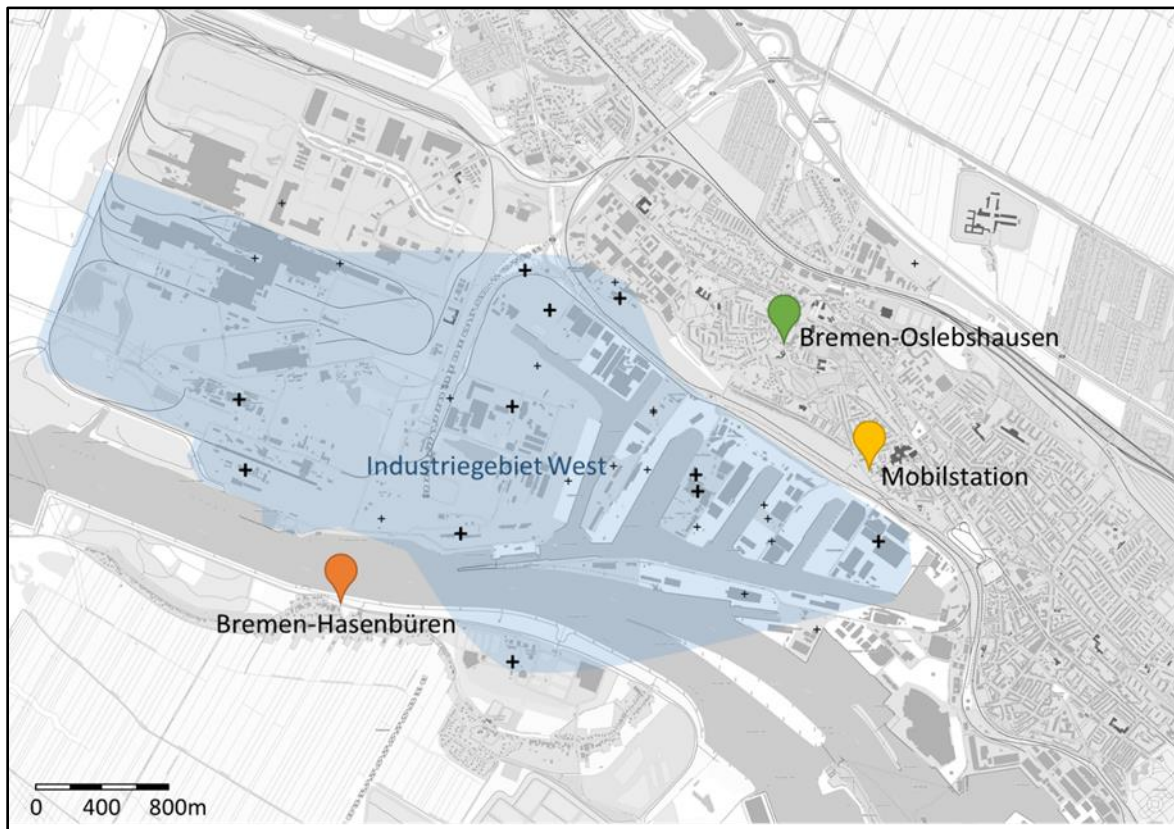 Bremen-Oslebshausen
Industriegebiet West
Mobilstation
Bremen-Hasenbüren
0 400 800m